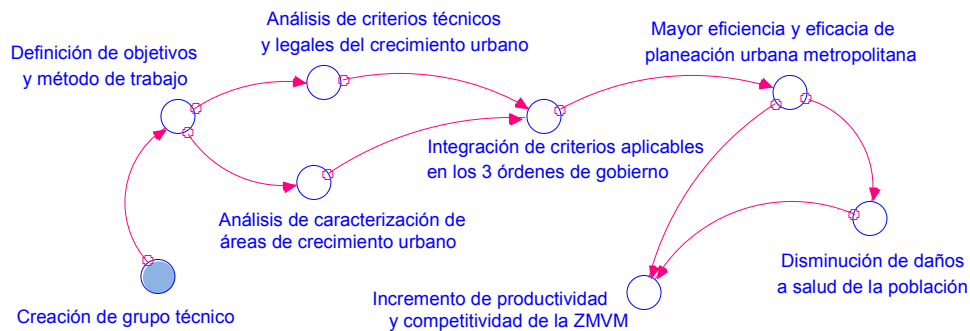 Análisis de criterios técnicos
y legales del crecimiento urbano
Definición de objetivos
y método de trabajo
Mayor eficiencia y eficacia de
planeación urbana metropolitana
Integración de criterios aplicables
en los 3 órdenes de gobierno
Análisis de caracterización de
áreas de crecimiento urbano
Disminución de daños
a salud de la población
Creación de grupo técnico
Incremento de productividad
y competitividad de la ZMVM